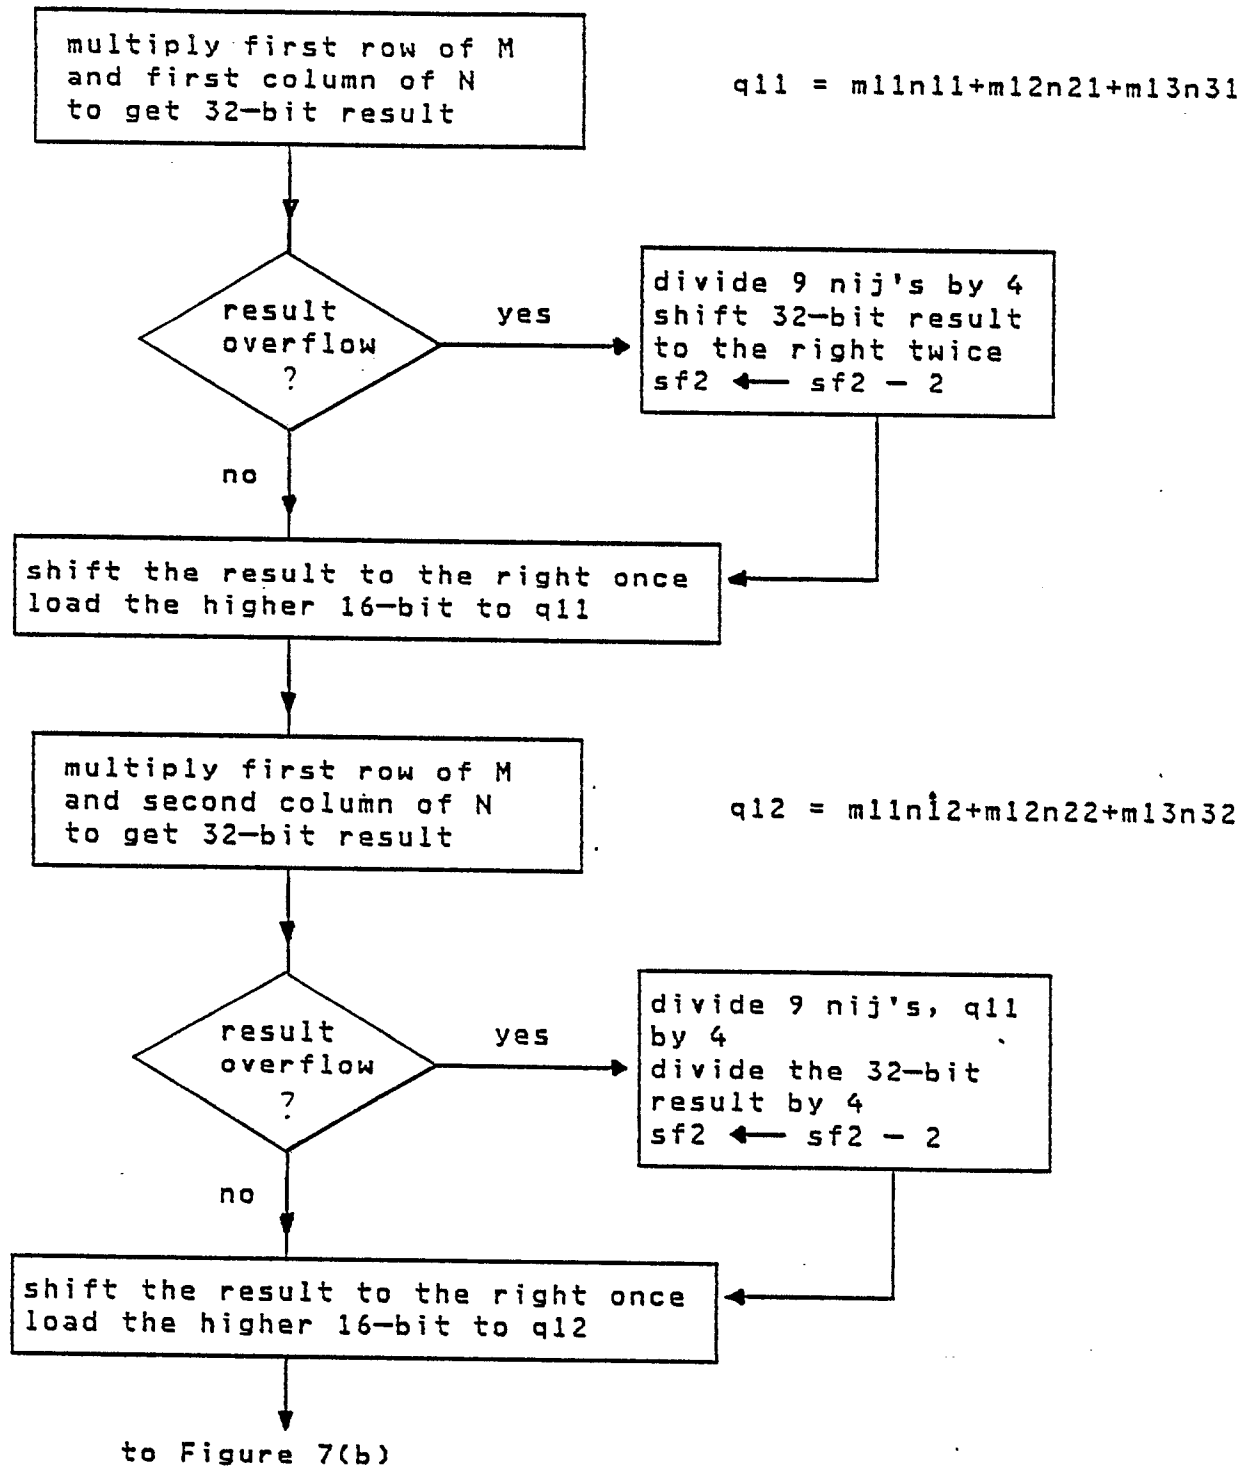 multiply first row of M
and first column of N
to get 32-bit result
q11 = m11n11+m12n21+m13n31
result
overflow
?
yes
divide 9 nij's by 4
shift 32-bit result
to the right twice
sf2 ← sf2 - 2
no
shift the result to the right once
load the higher 16-bit to q11
multiply first row of M
and second column of N
to get 32-bit result
q12 = m11n12+m12n22+m13n32
result
overflow
?
yes
divide 9 nij's, q11
by 4
divide the 32-bit
result by 4
sf2 ← sf2 - 2
no
shift the result to the right once
load the higher 16-bit to q12
to Figure 7(b)